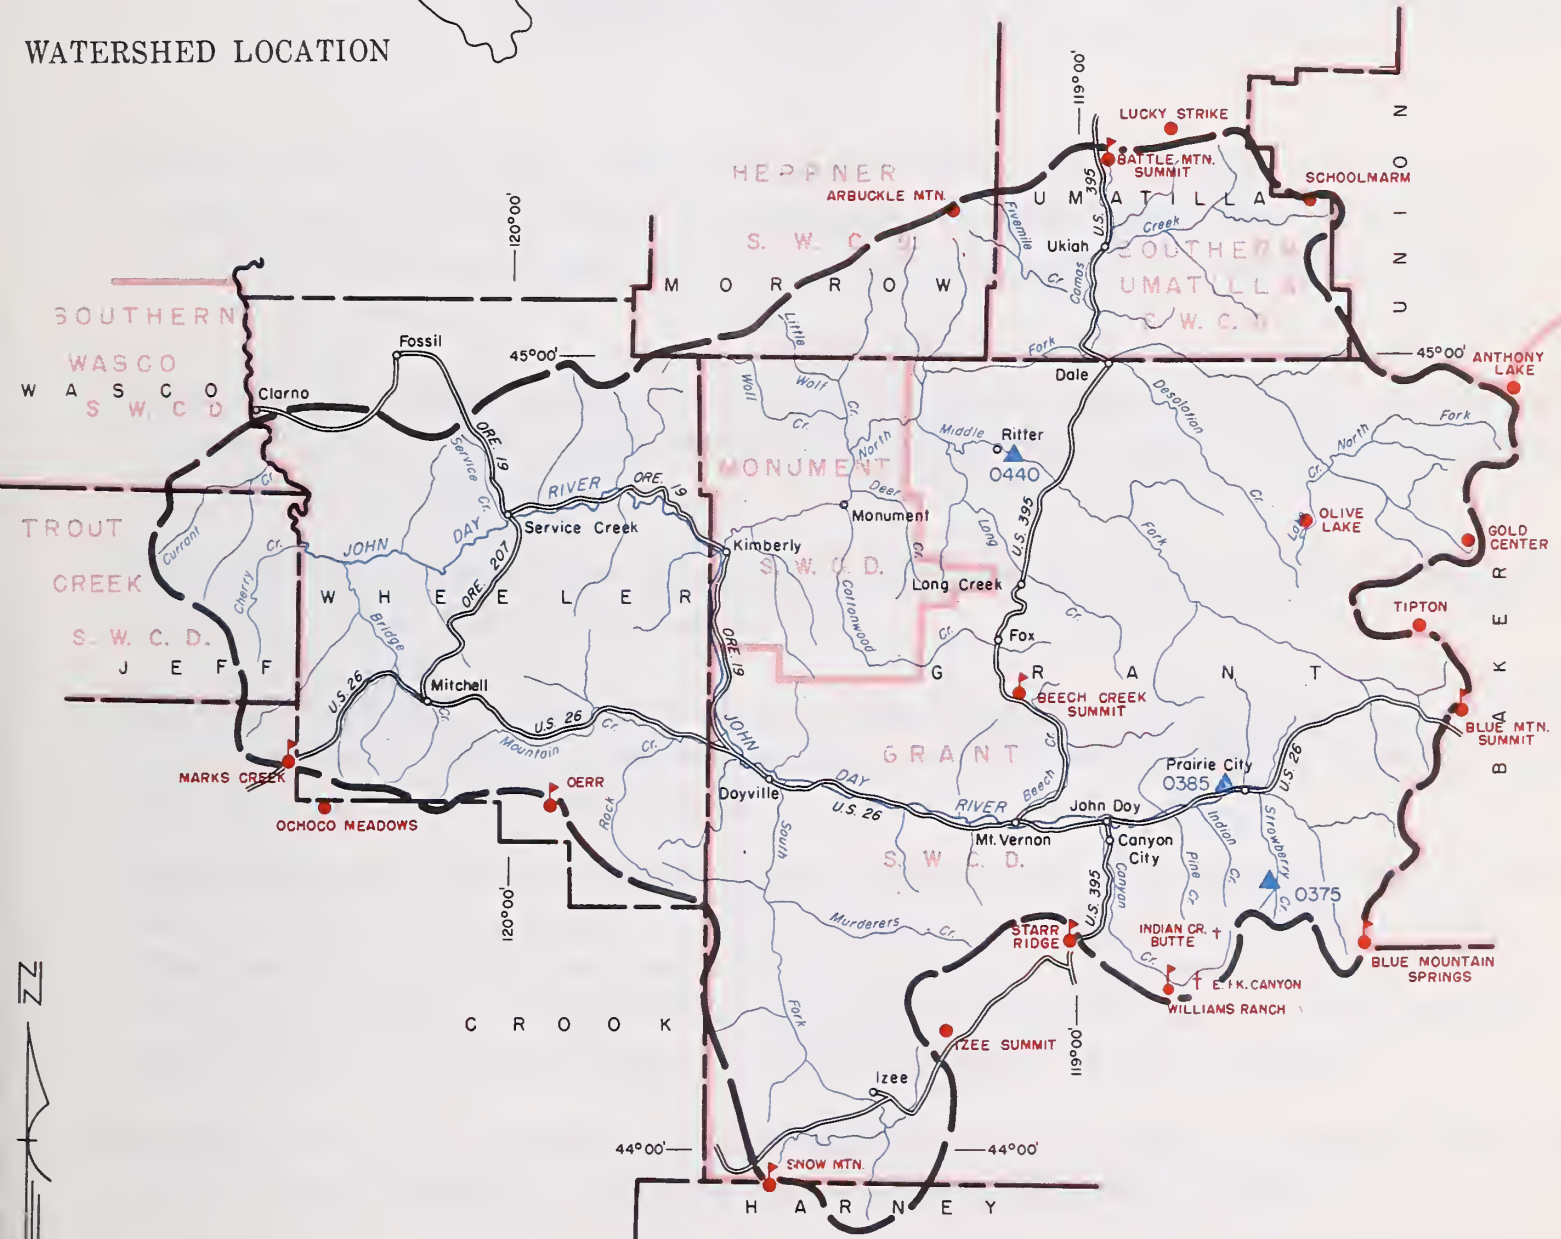 WATERSHED LOCATION
119°00'
LUCKY STRIKE
BATTLE MTN.
SUMMIT
SCHOOLMARM
HEPPNER
S. W. C. D.
ARBUCKLE MTN.
UMATILLA
U.S. 395
Fivemile
Cr.
Creek
Camas
Ukiah
SOUTHERN
UMATILLA
S. W. C. D.
UNION
120°00'
MORROW
SOUTHERN
WASCO
S. W. C. D.
WASCO
Clarno
Fossil
45°00'
Fork
Dale
45°00'
ANTHONY
LAKE
Little
Wolf
Cr.
Wall
Cr.
North
Middle
Ritter
0440
Desolation
Cr.
North
Fork
Cr.
ORE. 19
Service
Cr.
RIVER
ORE. 19
MONUMENT
S. W. C. D.
Deer
Cr.
Monument
Long
U.S. 395
Fork
Lake
OLIVE
LAKE
GOLD
CENTER
TROUT
CREEK
S. W. C. D.
JEFF
Currant
Cr.
Cherry
Cr.
JOHN
DAY
Service Creek
ORE. 207
Kimberly
WHEELER
Bridge
Cr.
Cottonwood
Cr.
Long Creek
Cr.
Fox
TIPTON
BAKER
ORE. 19
GRANT
U.S. 26
Mitchell
BEECH CREEK
SUMMIT
BLUE MTN.
SUMMIT
U.S. 26
Mountain
Cr.
Cr.
Rock
JOHN
DAY
RIVER
GRANT
S. W. C. D.
Beech
Cr.
Prairie City
0385
U.S. 26
MARKS CREEK
OCHOCO MEADOWS
OERR
Dayville
U.S. 26
Mt. Vernon
John Day
Canyon
City
Indian
Cr.
Pine
Cr.
Strawberry
Cr.
0375
120°00'
South
Fork
Murderers
Cr.
U.S. 395
Canyon
Cr.
STARR
RIDGE
INDIAN CR.
BUTTE
E. FK. CANYON
WILLIAMS RANCH
BLUE MOUNTAIN
SPRINGS
CROOK
IZEE SUMMIT
119°00'
Izee
44°00'
44°00'
SNOW MTN.
HARNEY
N